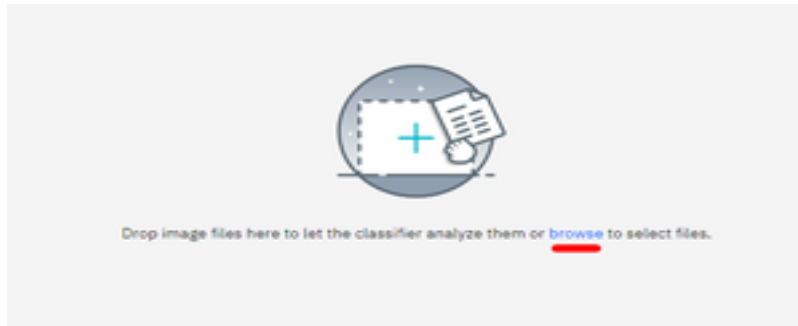 Drop image files here to let the classifier analyze them or browse to select files.